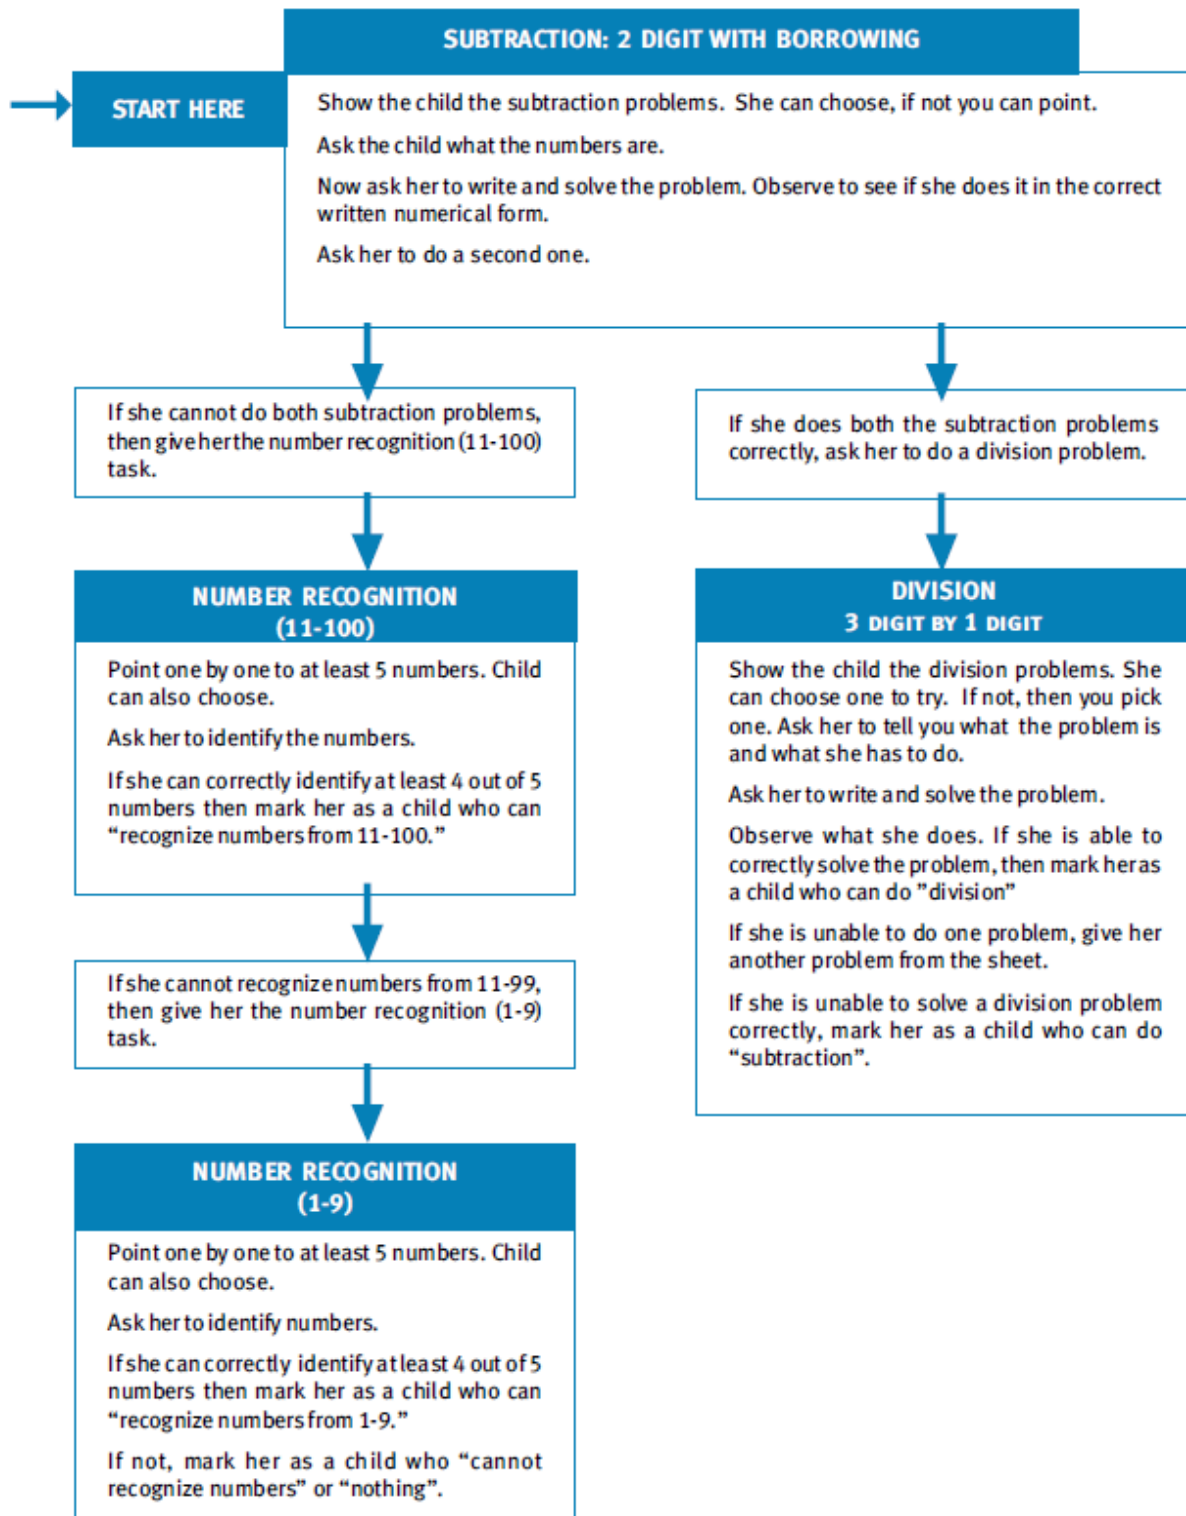 SUBTRACTION: 2 DIGIT WITH BORROWING
START HERE
Show the child the subtraction problems. She can choose, if not you can point.
Ask the child what the numbers are.
Now ask her to write and solve the problem. Observe to see if she does it in the correct
written numerical form.
Ask her to do a second one.
If she cannot do both subtraction problems,
then give her the number recognition (11-100)
task.
NUMBER RECOGNITION
(11-100)
Point one by one to at least 5 numbers. Child
can also choose.
Ask her to identify the numbers.
If she can correctly identify at least 4 out of 5
numbers then mark her as a child who can
“recognize numbers from 11-100.”
If she cannot recognize numbers from 11-99,
then give her the number recognition (1-9)
task.
NUMBER RECOGNITION
(1-9)
Point one by one to at least 5 numbers. Child
can also choose.
Ask her to identify numbers.
If she can correctly identify at least 4 out of 5
numbers then mark her as a child who can
“recognize numbers from 1-9.”
If not, mark her as a child who “cannot
recognize numbers” or “nothing”.
If she does both the subtraction problems
correctly, ask her to do a division problem.
DIVISION
3 DIGIT BY 1 DIGIT
Show the child the division problems. She
can choose one to try. If not, then you pick
one. Ask her to tell you what the problem is
and what she has to do.
Ask her to write and solve the problem.
Observe what she does. If she is able to
correctly solve the problem, then mark her as
a child who can do ”division”
If she is unable to do one problem, give her
another problem from the sheet.
If she is unable to solve a division problem
correctly, mark her as a child who can do
“subtraction”.